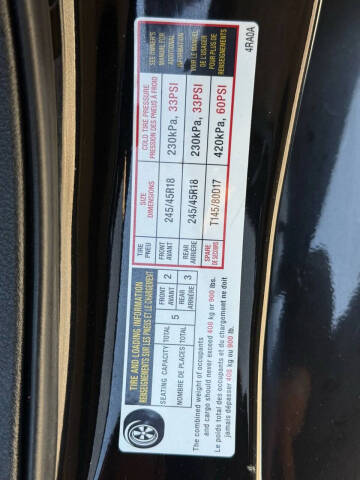 TIRE AND LOADING INFORMATION
RENSEIGNEMENTS SUR LES PNEUS ET LE CHARGEMENT
SEATING CAPACITY TOTAL 5 FRONT 2 REAR 3
NOMBRE DE PLACES TOTAL AVANT ARRIÈRE
The combined weight of occupants
and cargo should never exceed 408 kg or 900 lbs.
Le poids total des occupants et du chargement ne doit
jamais dépasser 408 kg ou 900 lb.
TIRE SIZE COLD TIRE PRESSURE
PNEU DIMENSIONS PRESSION DES PNEUS À FROID
FRONT
AVANT 245/45R18 230kPa, 33PSI
REAR
ARRIÈRE 245/45R18 230kPa, 33PSI
SPARE
DE SECOURS T145/80D17 420kPa, 60PSI
SEE OWNER'S
MANUAL FOR
ADDITIONAL
INFORMATION
VOIR LE MANUEL
DE L'USAGER
POUR PLUS DE
RENSEIGNEMENTS
4RA0A